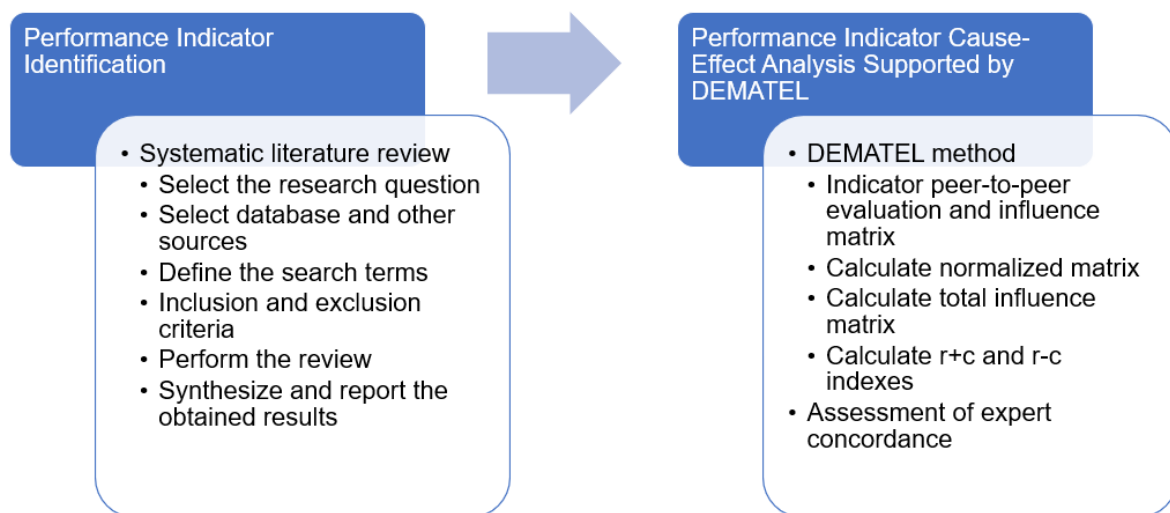 Performance Indicator
Identification
• Systematic literature review
• Select the research question
• Select database and other
sources
• Define the search terms
• Inclusion and exclusion
criteria
• Perform the review
• Synthesize and report the
obtained results
Performance Indicator Cause-
Effect Analysis Supported by
DEMATEL
• DEMATEL method
• Indicator peer-to-peer
evaluation and influence
matrix
• Calculate normalized matrix
• Calculate total influence
matrix
• Calculate r+c and r-c
indexes
• Assessment of expert
concordance